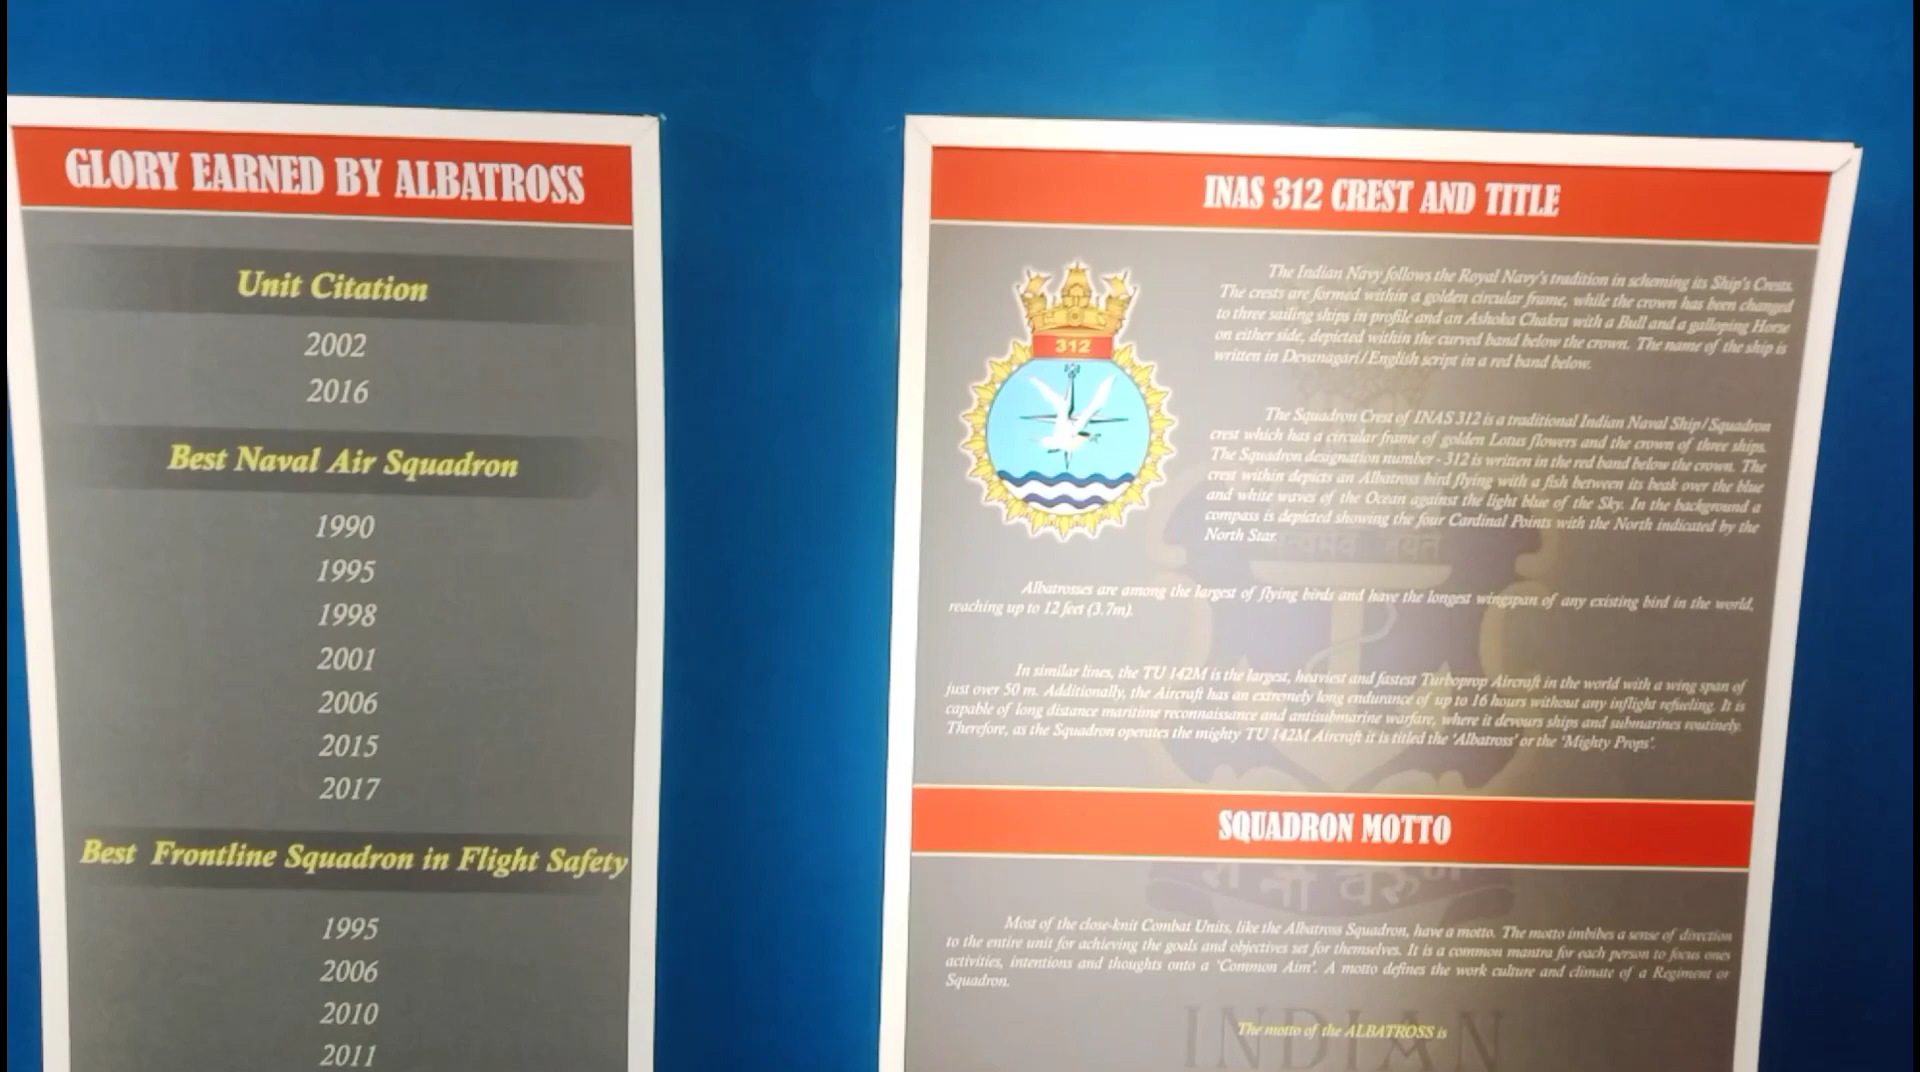 GLORY EARNED BY ALBATROSS
Unit Citation
2002
2016
Best Naval Air Squadron
1990
1995
1998
2001
2006
2015
2017
Best Frontline Squadron in Flight Safety
1995
2006
2010
2011
INAS 312 CREST AND TITLE
312
The Indian Navy follows the Royal Navy's tradition in scheming its Ship's Crests.
The crests are formed within a golden circular frame, while the crown has been changed
to three sailing ships in profile and an Ashoka Chakra with a Bull and a galloping Horse
on either side, depicted within the curved band below the crown. The name of the ship is
written in Devanagari/English script in a red band below.
The Squadron Crest of INAS 312 is a traditional Indian Naval Ship/Squadron
crest which has a circular frame of golden Lotus flowers and the crown of three ships.
The Squadron designation number - 312 is written in the red band below the crown. The
crest within depicts an Albatross bird flying with a fish between its beak over the blue
and white waves of the Ocean against the light blue of the Sky. In the background a
compass is depicted showing the four Cardinal Points with the North indicated by the
North Star.
Albatrosses are among the largest of flying birds and have the longest wingspan of any existing bird in the world,
reaching up to 12 feet (3.7m).
In similar lines, the TU 142M is the largest, heaviest and fastest Turboprop Aircraft in the world with a wing span of
just over 50 m. Additionally, the Aircraft has an extremely long endurance of up to 16 hours without any inflight refueling. It is
capable of long distance maritime reconnaissance and antisubmarine warfare, where it devours ships and submarines routinely.
Therefore, as the Squadron operates the mighty TU 142M Aircraft it is titled the 'Albatross' or the 'Mighty Props'.
SQUADRON MOTTO
Most of the close-knit Combat Units, like the Albatross Squadron, have a motto. The motto imbibes a sense of direction
to the entire unit for achieving the goals and objectives set for themselves. It is a common mantra for each person to focus ones
activities, intentions and thoughts onto a 'Common Aim'. A motto defines the work culture and climate of a Regiment or
Squadron.
The motto of the ALBATROSS is
INDIAN